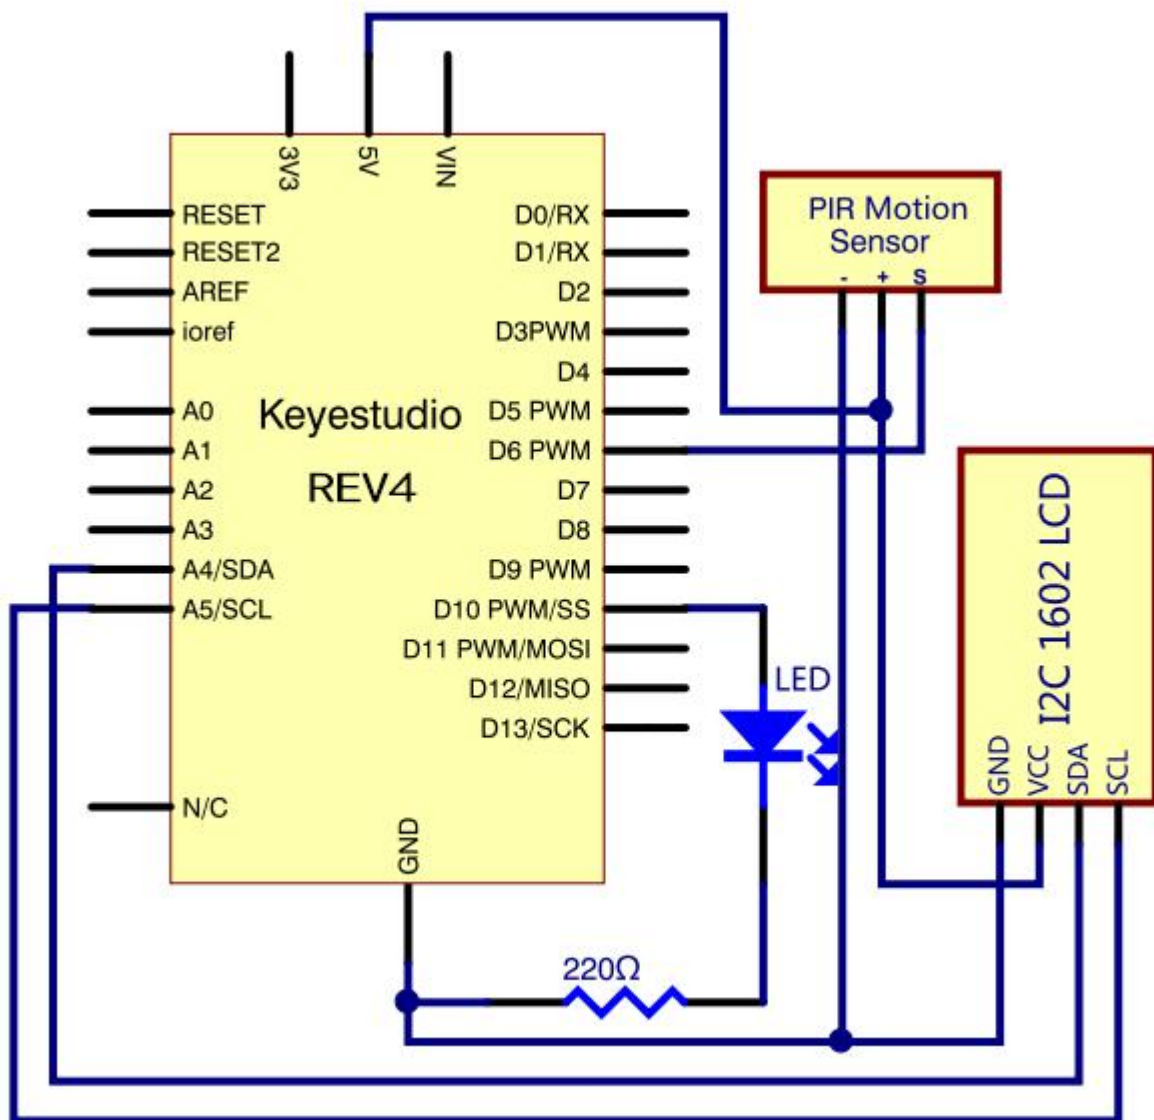 3V3
5V
VIN
RESET
RESET2
AREF
ioref
A0
A1
A2
A3
A4/SDA
A5/SCL
N/C
Keyestudio
REV4
D0/RX
D1/RX
D2
D3PWM
D4
D5 PWM
D6 PWM
D7
D8
D9 PWM
D10 PWM/SS
D11 PWM/MOSI
D12/MISO
D13/SCK
GND
PIR Motion
Sensor
- + S
LED
220Ω
I2C 1602 LCD
GND
VCC
SDA
SCL